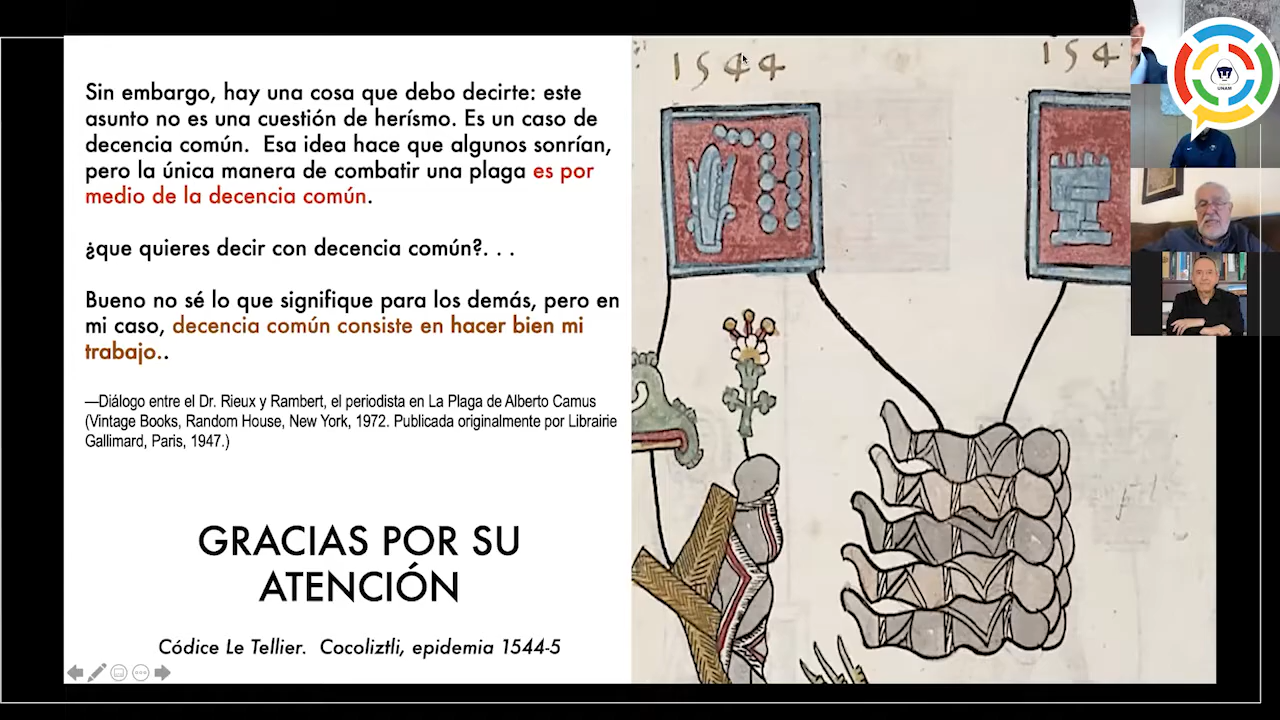 Sin embargo, hay una cosa que debo decirte: este
asunto no es una cuestión de herísmo. Es un caso de
decencia común. Esa idea hace que algunos sonrían,
pero la única manera de combatir una plaga es por
medio de la decencia común.
¿que quieres decir con decencia común?. . .
Bueno no sé lo que signifique para los demás, pero en
mi caso, decencia común consiste en hacer bien mi
trabajo..
—Diálogo entre el Dr. Rieux y Rambert, el periodista en La Plaga de Alberto Camus
(Vintage Books, Random House, New York, 1972. Publicada originalmente por Librairie
Gallimard, Paris, 1947.)
GRACIAS POR SU
ATENCIÓN
Códice Le Tellier. Cocoliztli, epidemia 1544-5
1544
154
UNAM